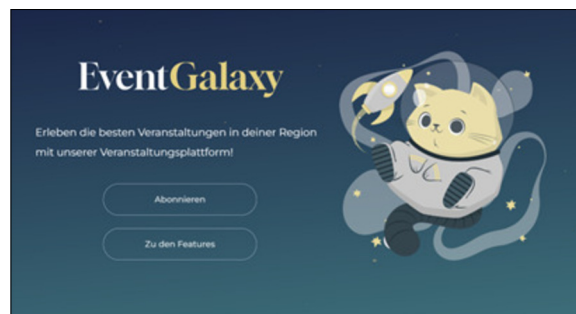 EventGalaxy
Erleben die besten Veranstaltungen in deiner Region
mit unserer Veranstaltungsplattform!
Abonnieren
Zu den Features